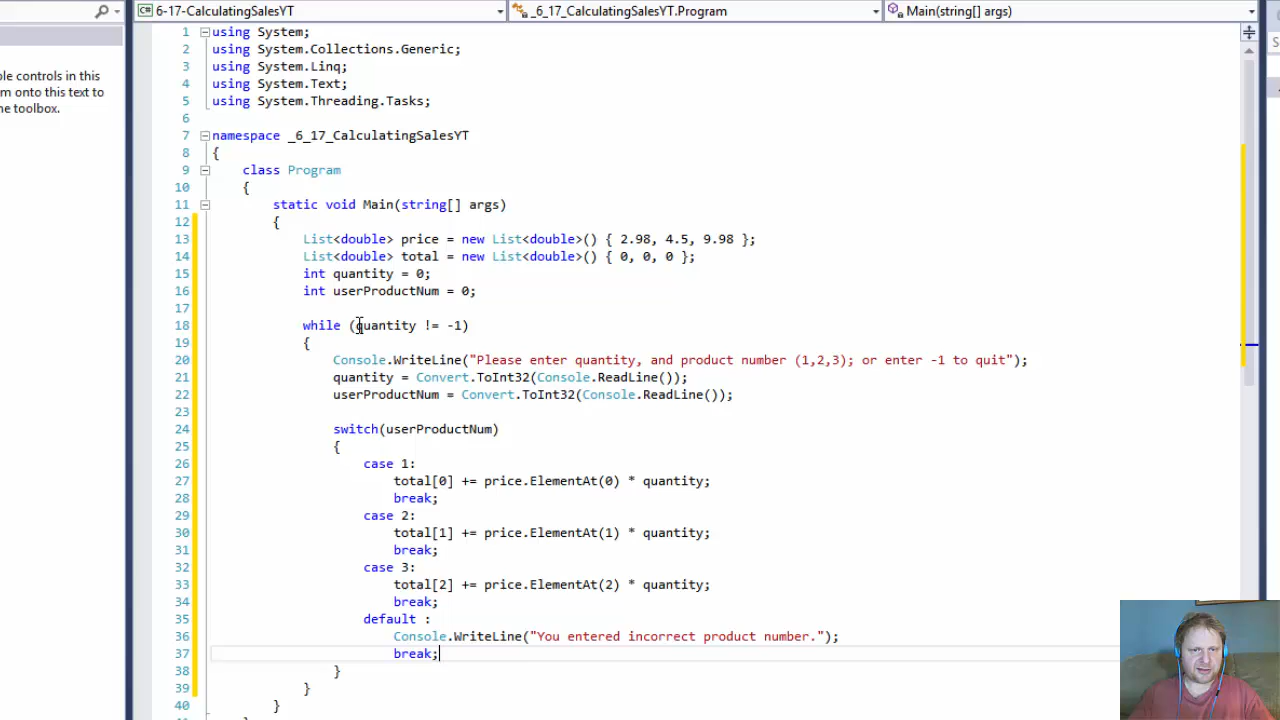 6-17-CalculatingSalesYT _6_17_CalculatingSalesYT.Program Main(string[] args)
controls in this
onto this text to
toolbox.
1 using System;
2 using System.Collections.Generic;
3 using System.Linq;
4 using System.Text;
5 using System.Threading.Tasks;
6
7 namespace _6_17_CalculatingSalesYT
8 {
9 class Program
10 {
11 static void Main(string[] args)
12 {
13 List<double> price = new List<double>() { 2.98, 4.5, 9.98 };
14 List<double> total = new List<double>() { 0, 0, 0 };
15 int quantity = 0;
16 int userProductNum = 0;
17
18 while (quantity != -1)
19 {
20 Console.WriteLine("Please enter quantity, and product number (1,2,3); or enter -1 to quit");
21 quantity = Convert.ToInt32(Console.ReadLine());
22 userProductNum = Convert.ToInt32(Console.ReadLine());
23
24 switch(userProductNum)
25 {
26 case 1:
27 total[0] += price.ElementAt(0) * quantity;
28 break;
29 case 2:
30 total[1] += price.ElementAt(1) * quantity;
31 break;
32 case 3:
33 total[2] += price.ElementAt(2) * quantity;
34 break;
35 default :
36 Console.WriteLine("You entered incorrect product number.");
37 break;
38 }
39 }
40 }